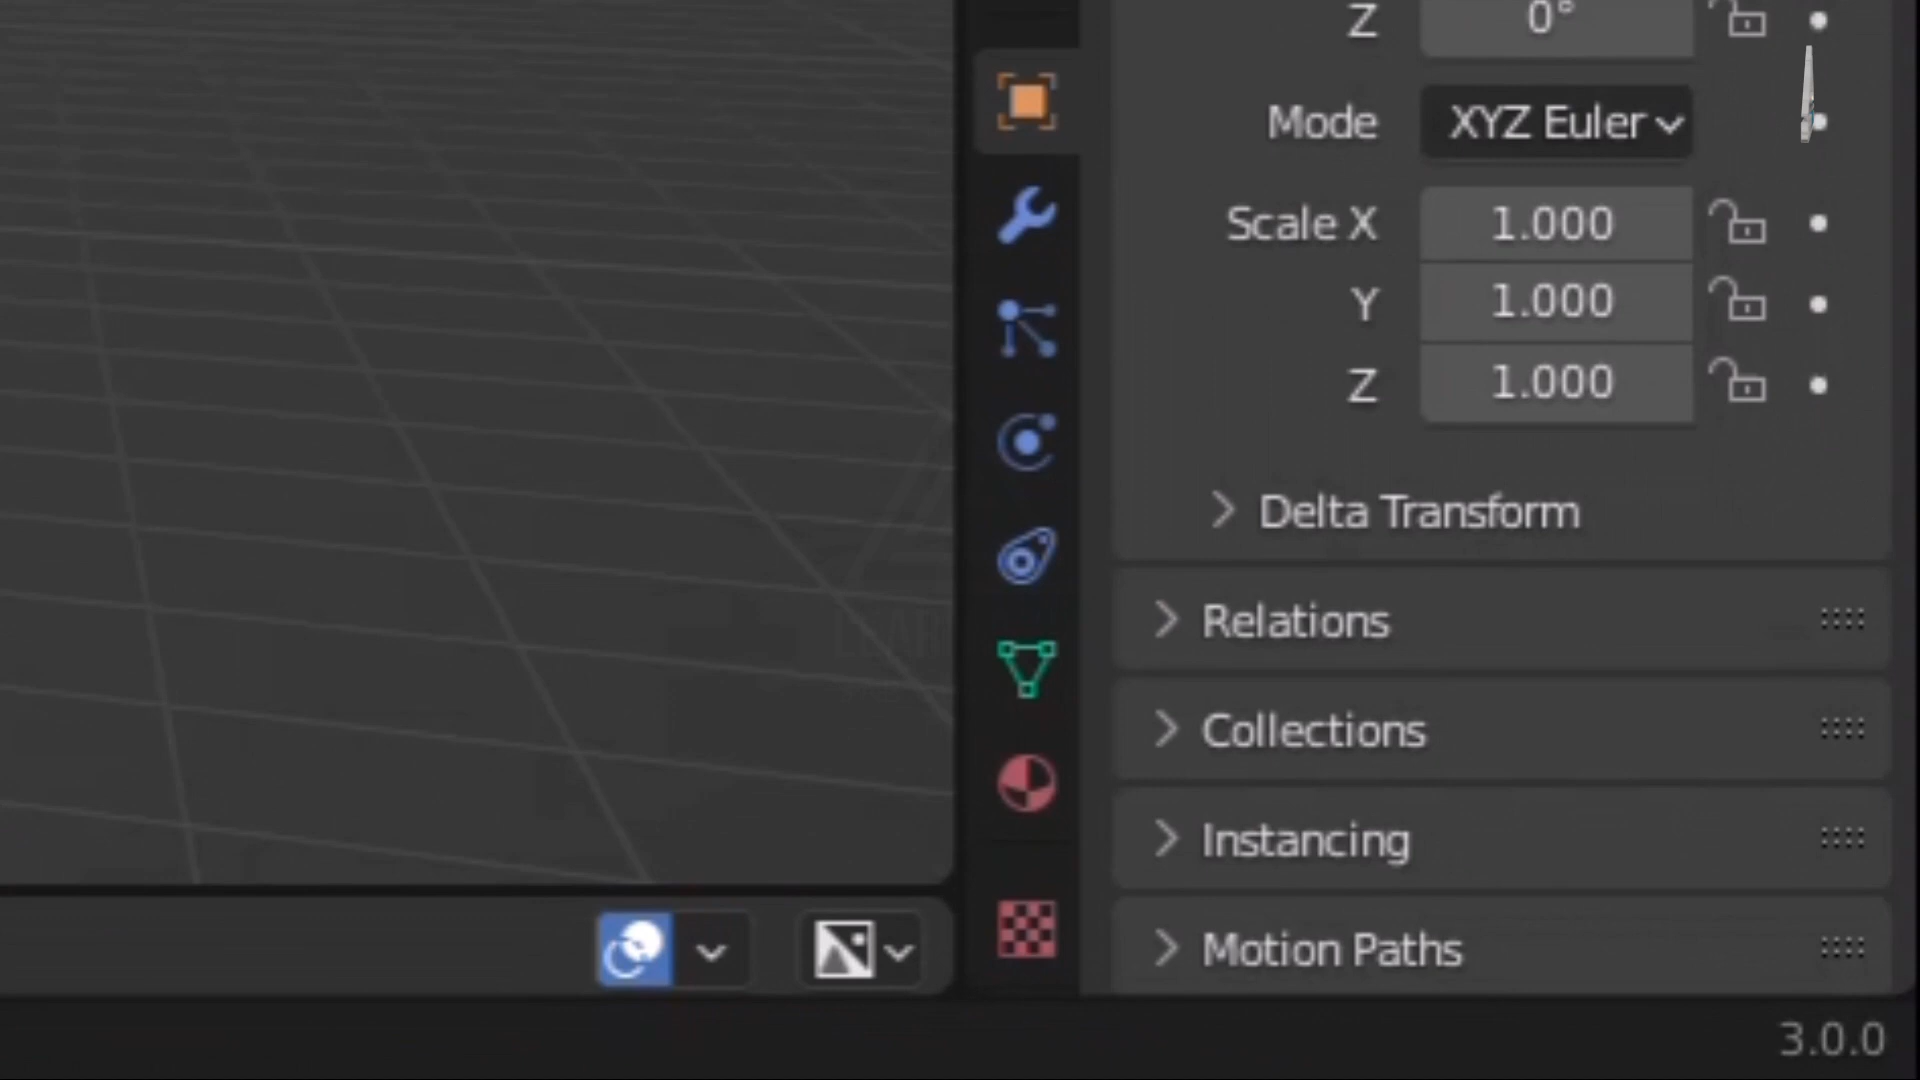 Z 0°
Mode XYZ Euler
Scale X 1.000
Y 1.000
Z 1.000
Delta Transform
Relations
Collections
Instancing
Motion Paths
3.0.0